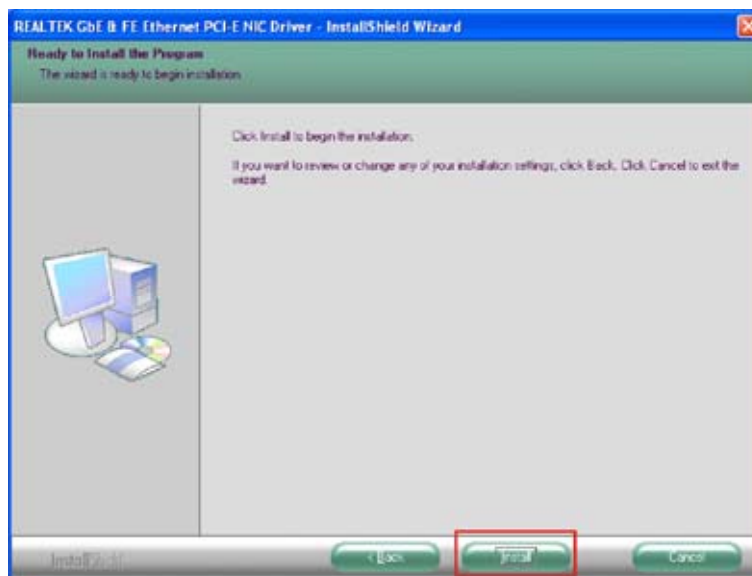 REALTEK GbE & FE Ethernet PCI-E NIC Driver - InstallShield Wizard
Ready to Install the Program
The wizard is ready to begin installation.
Click Install to begin the installation.
If you want to review or change any of your installation settings, click Back. Click Cancel to exit the
wizard.
InstallShield
< Back
Install
Cancel